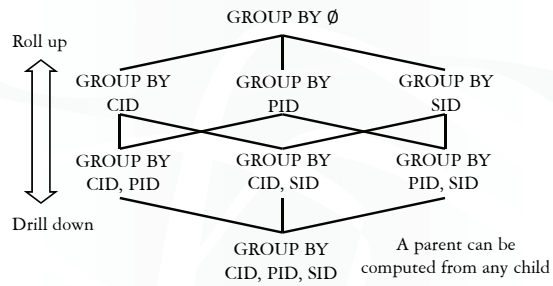 GROUP BY Ø
Roll up
GROUP BY
CID
GROUP BY
PID
GROUP BY
SID
GROUP BY
CID, PID
GROUP BY
CID, SID
GROUP BY
PID, SID
Drill down
GROUP BY
CID, PID, SID
A parent can be
computed from any child